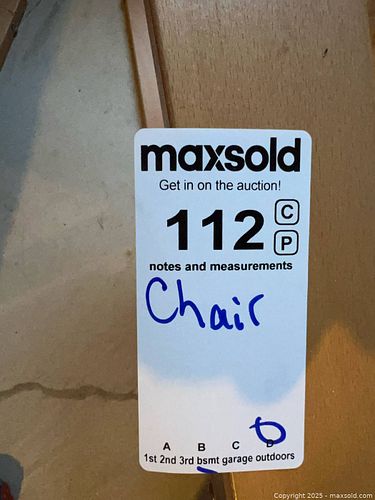 maxsold
Get in on the auction!
112 C
P
notes and measurements
Chair
A B C D
1st 2nd 3rd bsmt garage outdoors
Copyright 2025 - maxsold.com